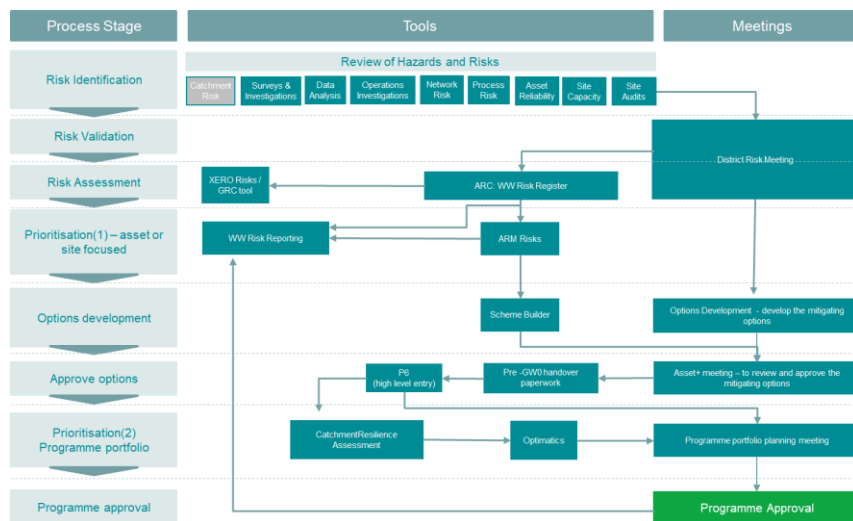 Process Stage
Tools
Meetings
Review of Hazards and Risks
Risk Identification
Catchment
Risk
Surveys &
Investigations
Data
Analysis
Operations
Investigations
Network
Risk
Process
Risk
Asset
Reliability
Site
Capacity
Site
Audits
Risk Validation
District Risk Meeting
Risk Assessment
XERO Risks /
GRC tool
ARC: WW Risk Register
Prioritisation(1) – asset or
site focused
WW Risk Reporting
ARM Risks
Options development
Scheme Builder
Options Development - develop the mitigating
options
Approve options
P6
(high level entry)
Pre -GW0 handover
paperwork
Asset+ meeting – to review and approve the
mitigating options
Prioritisation(2)
Programme portfolio
CatchmentResilience
Assessment
Optimatics
Programme portfolio planning meeting
Programme approval
Programme Approval